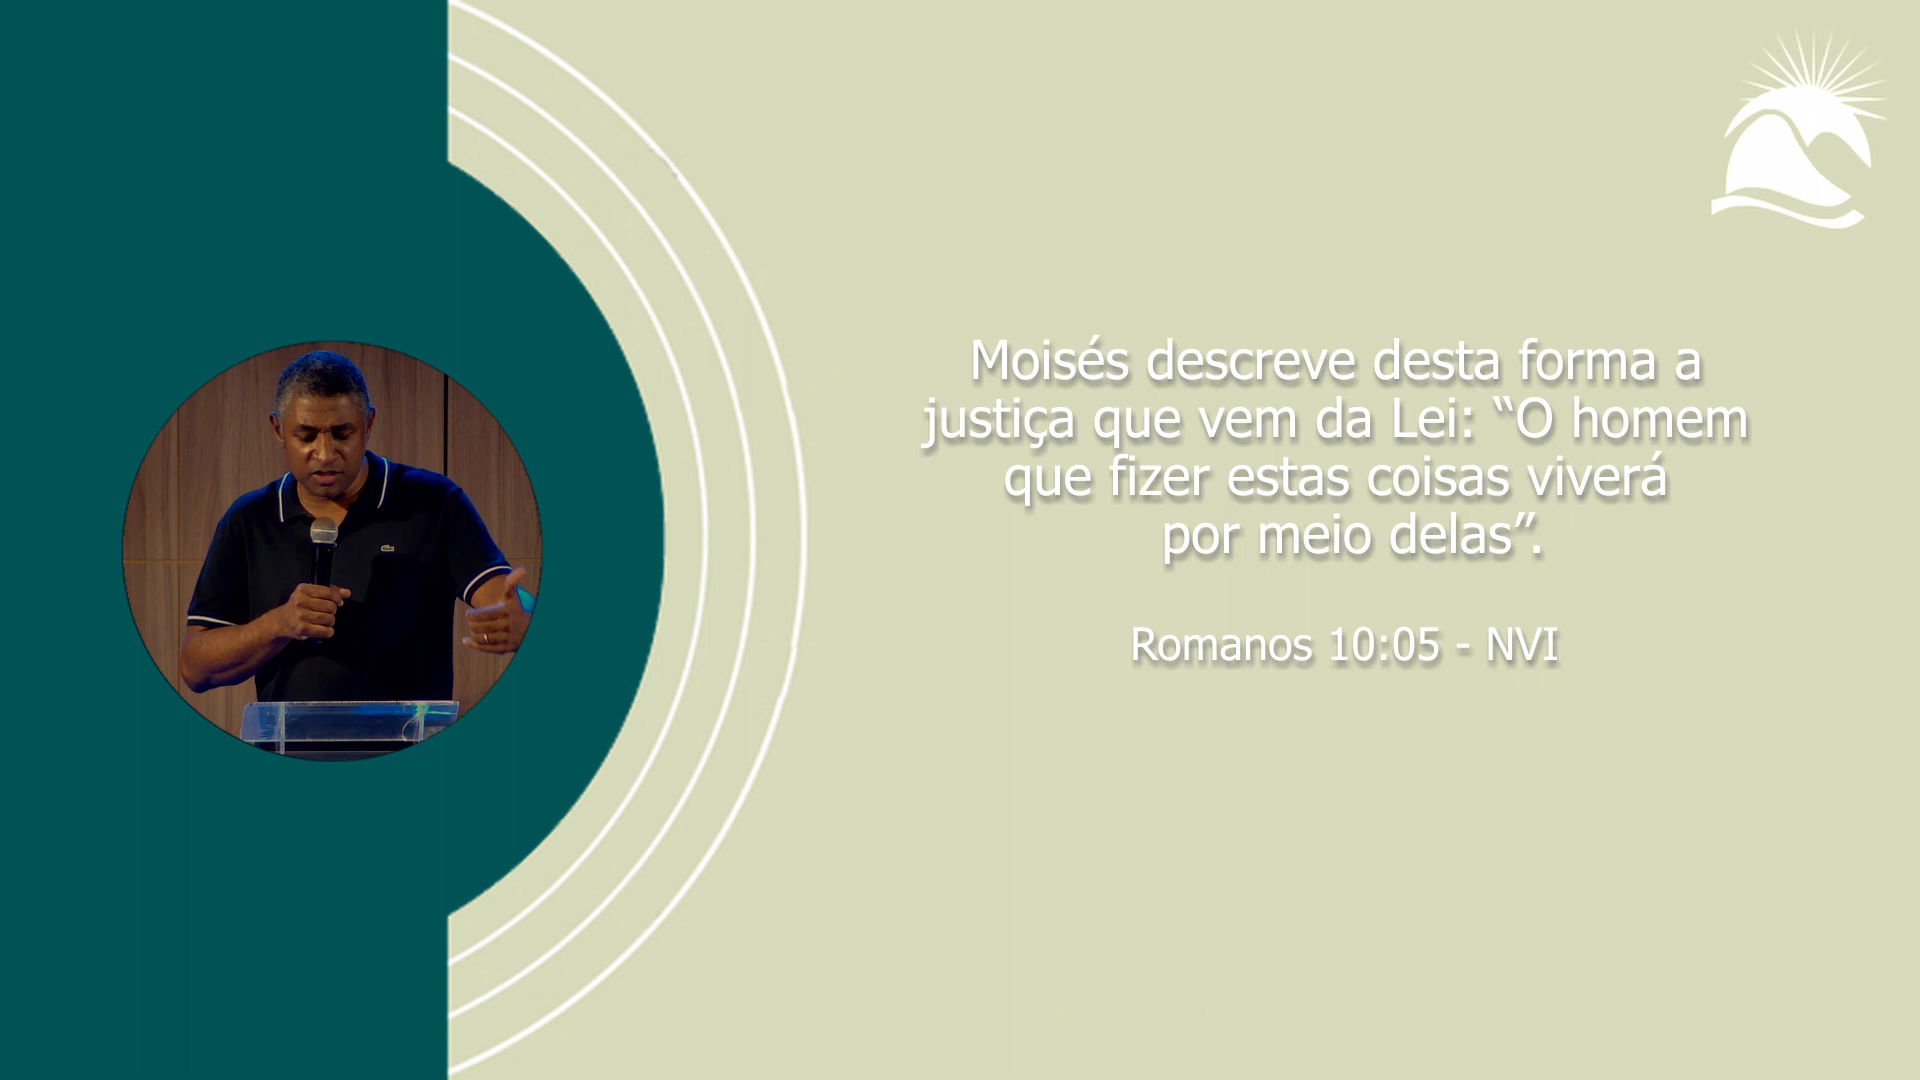 Moisés descreve desta forma a
justiça que vem da Lei: “O homem
que fizer estas coisas viverá
por meio delas”.
Romanos 10:05 - NVI